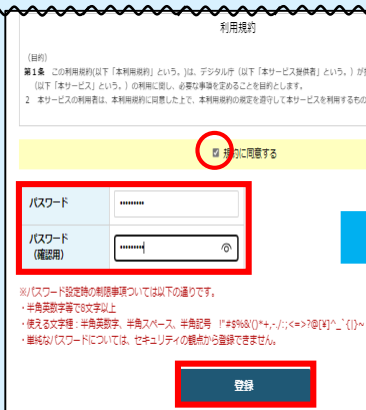 利用規約
(目的)
第1条 この利用規約(以下「本利用規約」という。)は、デジタル庁（以下「本サービス提供者」という。）が
（以下「本サービス」という。）の利用に関し、必要な事項を定めることを目的とします。
2 本サービスの利用者は、本利用規約に同意した上で、本利用規約の規定を遵守して本サービスを利用するもの
規約に同意する
パスワード
パスワード
(確認用)
※パスワード設定時の制限事項ついては以下の通りです。
・半角英数字等で8文字以上
・使える文字種：半角英数字、半角スペース、半角記号 !"#$%&'()*+,-./:;<=>?@[¥]^_`{|}~
・単純なパスワードについては、セキュリティの観点から登録できません。
登録